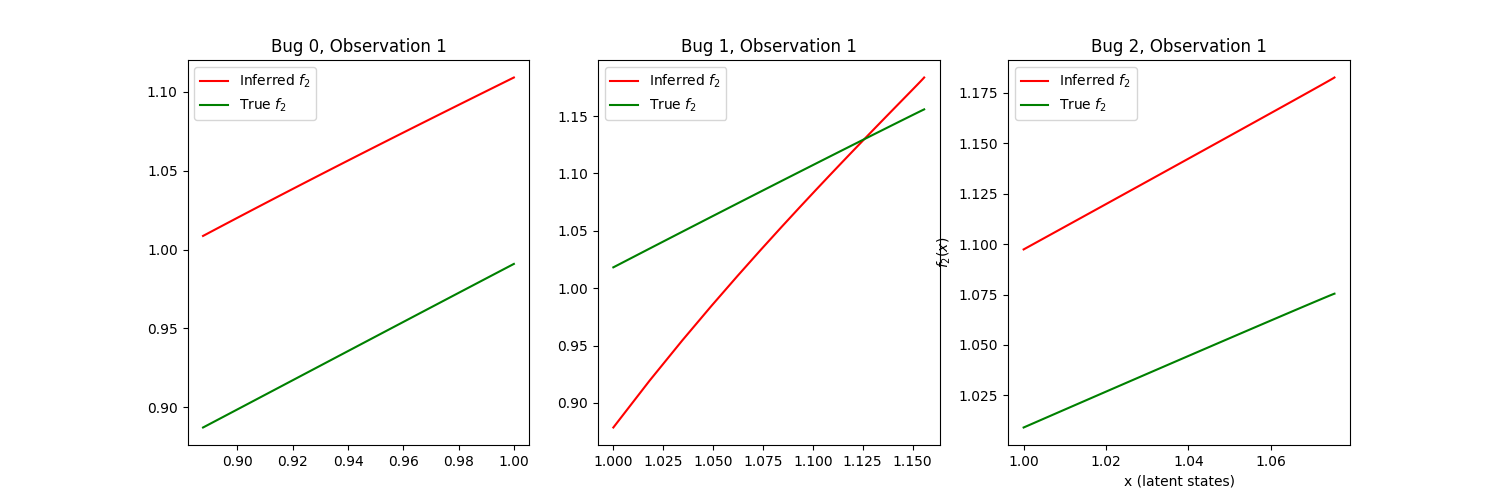 Bug 0, Observation 1
Inferred f₂
True f₂
1.10
1.05
1.00
0.95
0.90
0.90 0.92 0.94 0.96 0.98 1.00
Bug 1, Observation 1
Inferred f₂
True f₂
1.15
1.10
1.05
1.00
0.95
0.90
1.000 1.025 1.050 1.075 1.100 1.125 1.150
Bug 2, Observation 1
Inferred f₂
True f₂
f₂(x)
1.175
1.150
1.125
1.100
1.075
1.050
1.025
1.00 1.02 1.04 1.06
x (latent states)